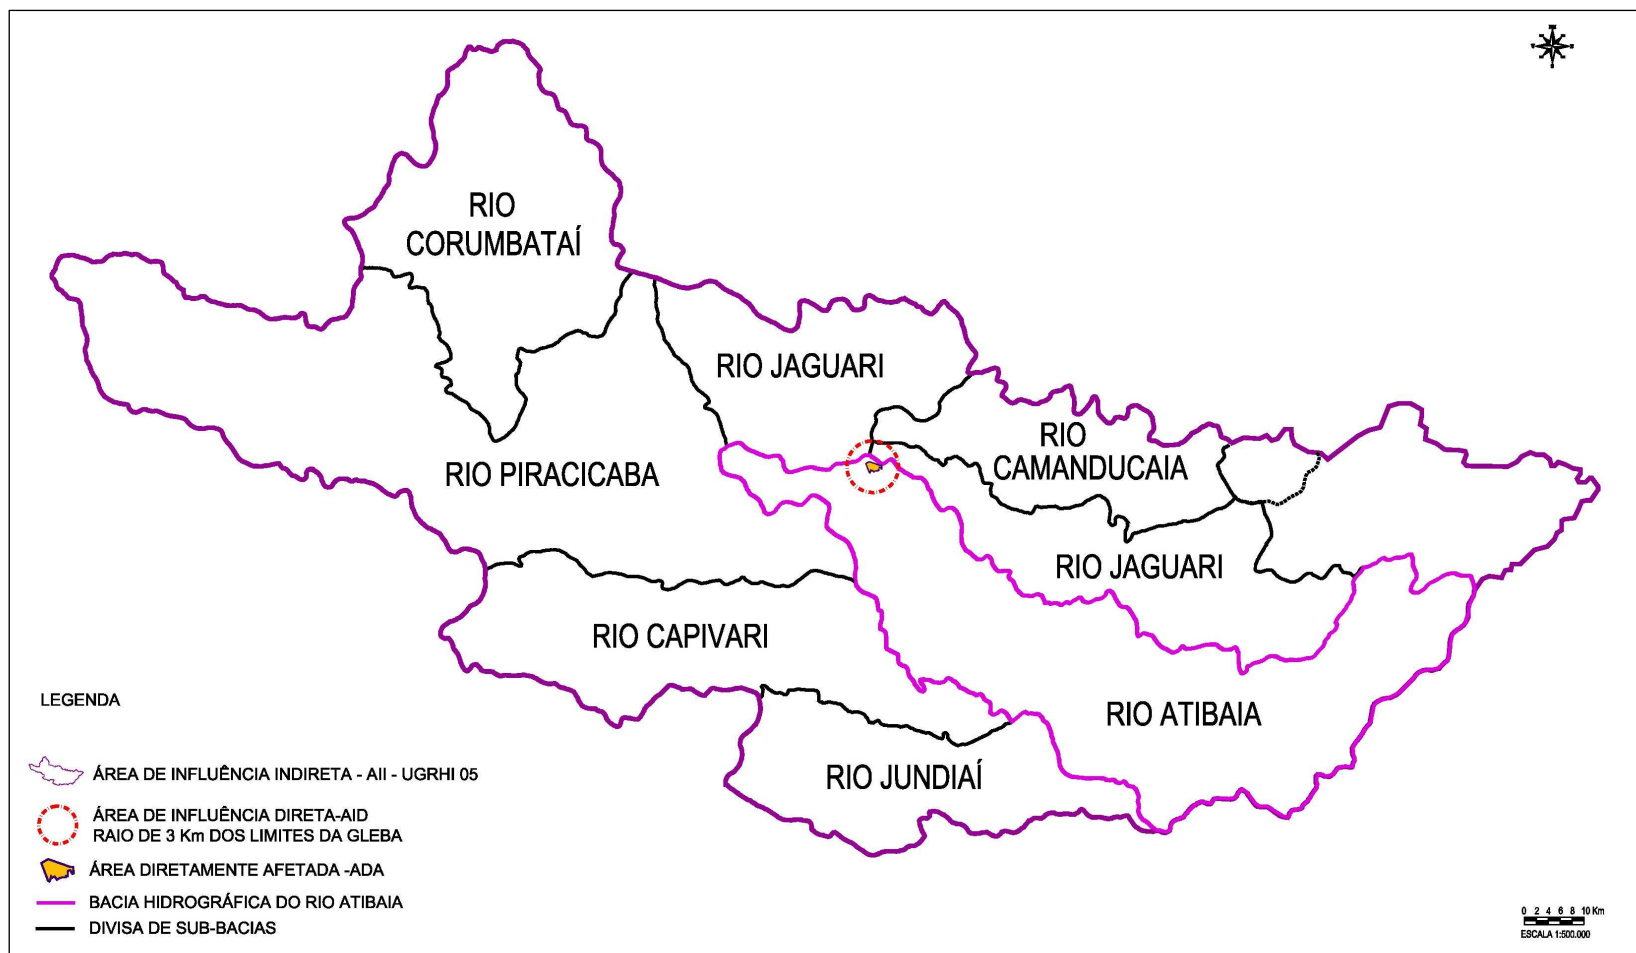 RIO
CORUMBATAÍ
RIO JAGUARI
RIO
CAMANDUCAIA
RIO PIRACICABA
RIO JAGUARI
RIO CAPIVARI
RIO ATIBAIA
RIO JUNDIAÍ
LEGENDA
ÁREA DE INFLUÊNCIA INDIRETA - AII - UGRHI 05
ÁREA DE INFLUÊNCIA DIRETA-AID
RAIO DE 3 Km DOS LIMITES DA GLEBA
ÁREA DIRETAMENTE AFETADA -ADA
BACIA HIDROGRÁFICA DO RIO ATIBAIA
DIVISA DE SUB-BACIAS
0 2 4 6 8 10 Km
ESCALA 1:500.000